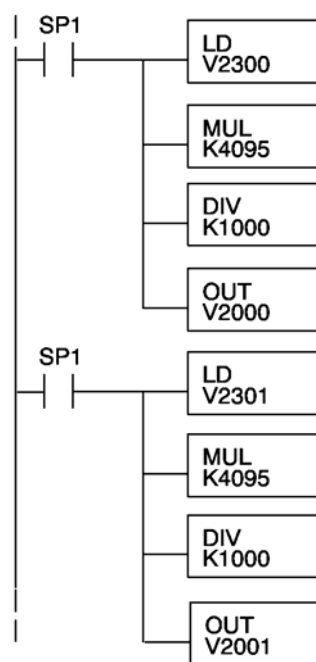 SP1
LD
V2300
MUL
K4095
DIV
K1000
OUT
V2000
SP1
LD
V2301
MUL
K4095
DIV
K1000
OUT
V2001